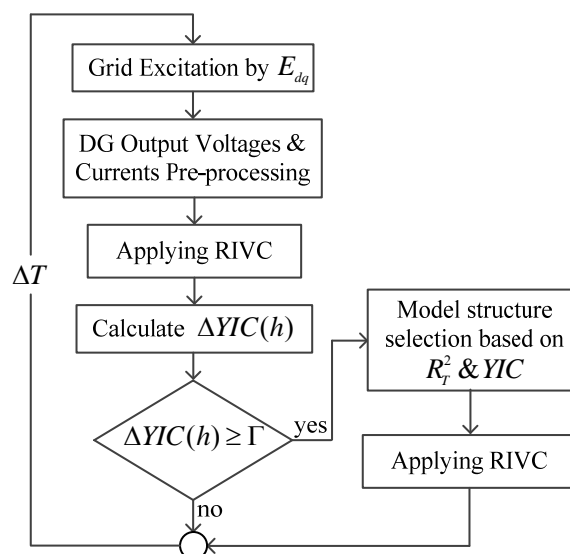 Grid Excitation by E_dq
DG Output Voltages &
Currents Pre-processing
Applying RIVC
ΔT
Calculate ΔYIC(h)
ΔYIC(h) ≥ Γ
yes
no
Model structure
selection based on
R_T^2 & YIC
Applying RIVC